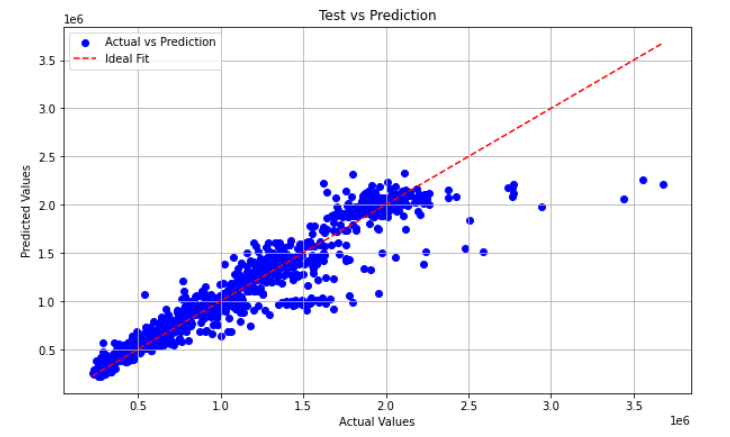 Test vs Prediction
1e6
Actual vs Prediction
Ideal Fit
3.5
3.0
2.5
2.0
1.5
1.0
0.5
Predicted Values
0.5 1.0 1.5 2.0 2.5 3.0 3.5
Actual Values
1e6